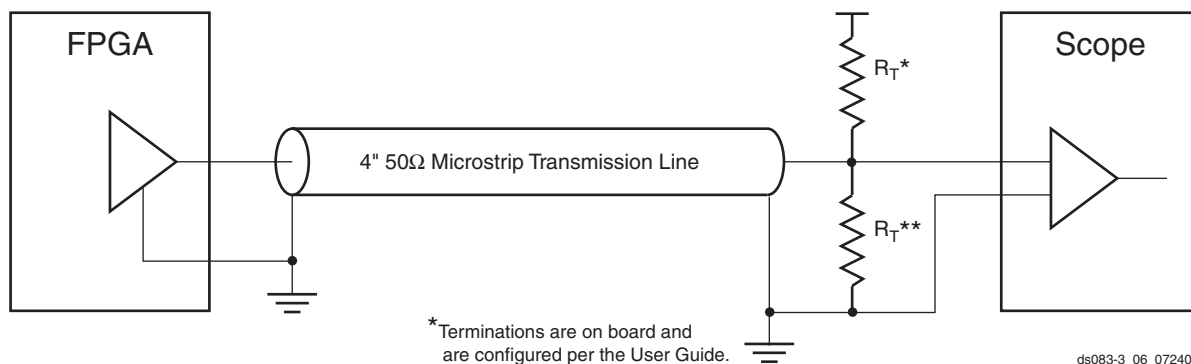 FPGA
Scope
R_T*
4" 50Ω Microstrip Transmission Line
R_T**
*Terminations are on board and
are configured per the User Guide.
ds083-3_06_07240